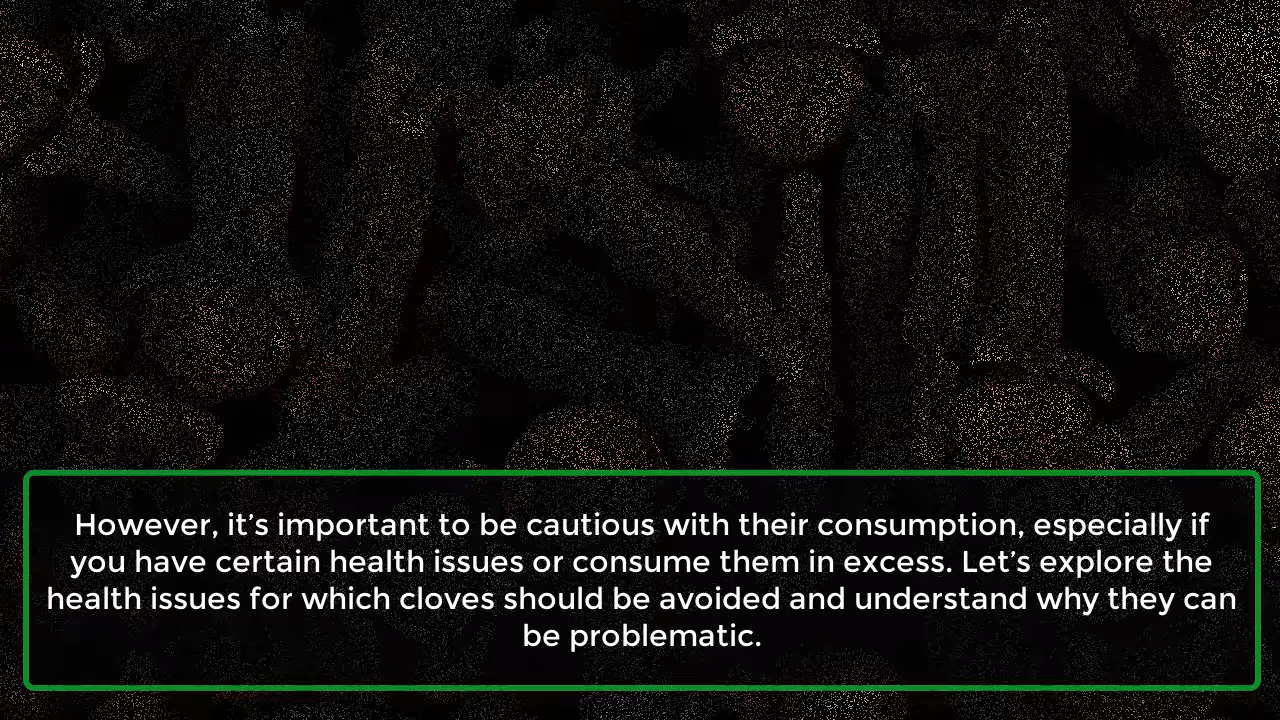 However, it’s important to be cautious with their consumption, especially if
you have certain health issues or consume them in excess. Let’s explore the
health issues for which cloves should be avoided and understand why they can
be problematic.